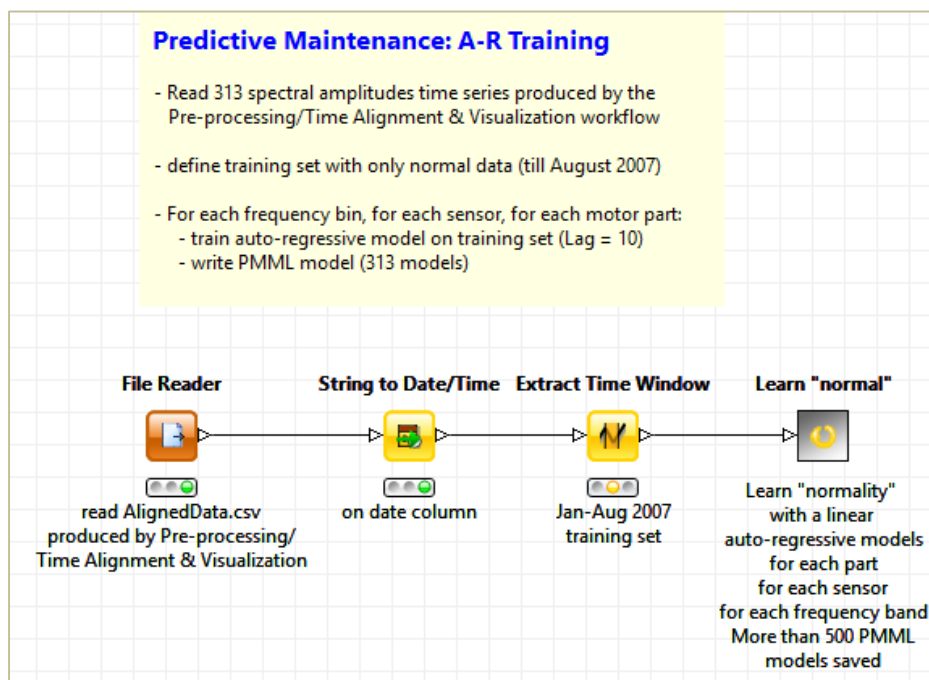 Predictive Maintenance: A-R Training
- Read 313 spectral amplitudes time series produced by the
Pre-processing/Time Alignment & Visualization workflow
- define training set with only normal data (till August 2007)
- For each frequency bin, for each sensor, for each motor part:
- train auto-regressive model on training set (Lag = 10)
- write PMML model (313 models)
File Reader
String to Date/Time
Extract Time Window
Learn "normal"
read AlignedData.csv
produced by Pre-processing/
Time Alignment & Visualization
on date column
Jan-Aug 2007
training set
Learn "normality"
with a linear
auto-regressive models
for each part
for each sensor
for each frequency band
More than 500 PMML
models saved